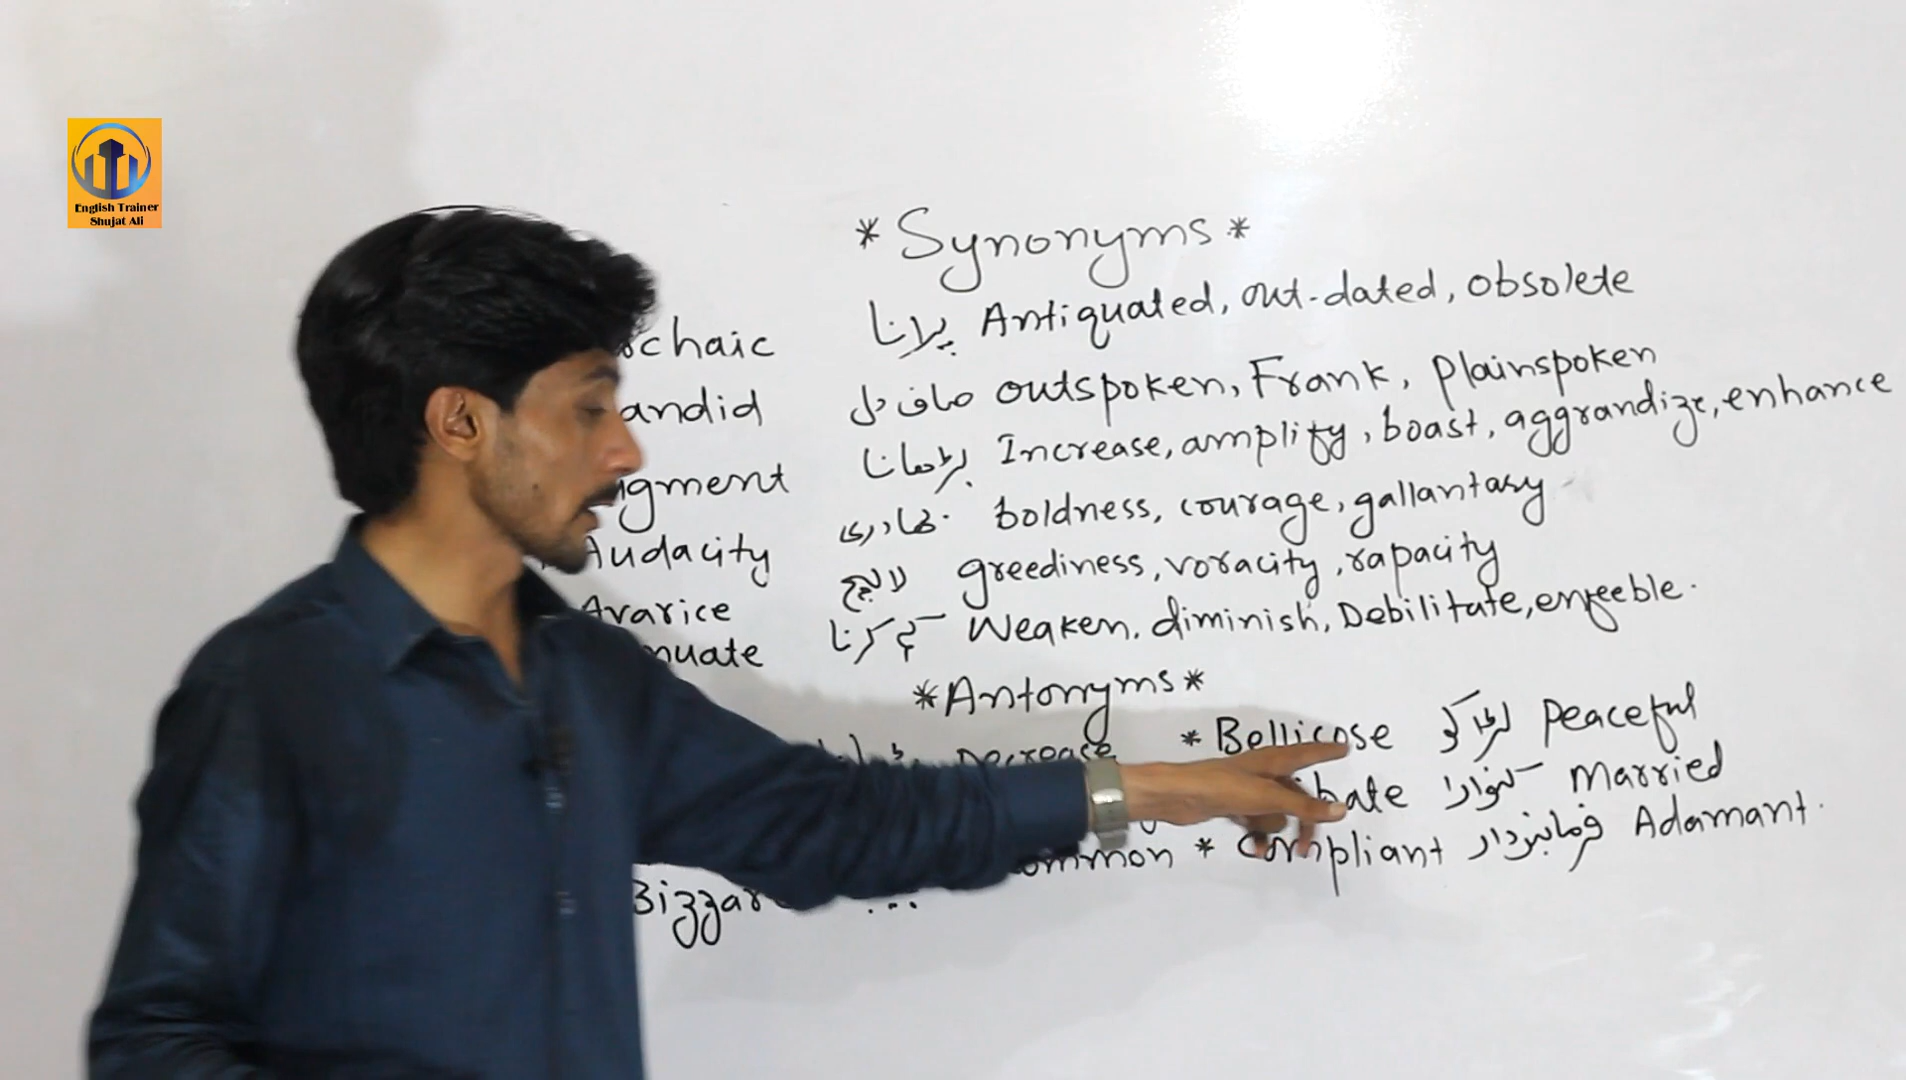 English Trainer
Shujat Ali
*Synonyms*
chaic پرانا Antiquated, out-dated, obsolete
andid صاف دل outspoken, Frank, Plainspoken
gment بڑھانا Increase, amplify, boast, aggrandize, enhance
Audacity بهادری boldness, courage, gallantary
Avarice لالچ greediness, voracity, rapacity
nuate کم کرنا Weaken, diminish, Debilitate, enfeeble.
*Antonyms*
Decrease *Bellicose لڑاکو Peaceful
bate کنوارا Married
ommon * Compliant فرمابزدار Adamant.
Bizzar